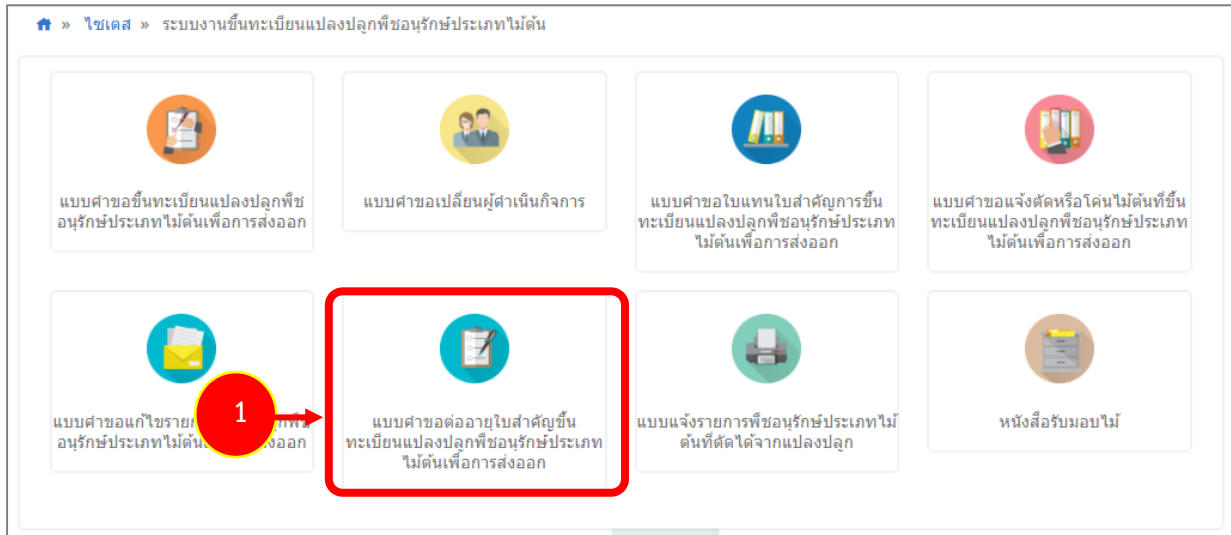 » ไซเตส » ระบบงานขึ้นทะเบียนแปลงปลูกพืชอนุรักษ์ประเภทไม้ต้น
แบบคำขอขึ้นทะเบียนแปลงปลูกพืช
อนุรักษ์ประเภทไม้ต้นเพื่อการส่งออก
แบบคำขอเปลี่ยนผู้ดำเนินกิจการ
แบบคำขอใบแทนใบสำคัญการขึ้น
ทะเบียนแปลงปลูกพืชอนุรักษ์ประเภท
ไม้ต้นเพื่อการส่งออก
แบบคำขอแจ้งตัดหรือโค่นไม้ต้นที่ขึ้น
ทะเบียนแปลงปลูกพืชอนุรักษ์ประเภท
ไม้ต้นเพื่อการส่งออก
แบบคำขอแก้ไขราย
อนุรักษ์ประเภทไม้ต้น
1
แบบคำขอต่ออายุใบสำคัญขึ้น
ทะเบียนแปลงปลูกพืชอนุรักษ์ประเภท
ไม้ต้นเพื่อการส่งออก
แบบแจ้งรายการพืชอนุรักษ์ประเภทไม้
ต้นที่ตัดได้จากแปลงปลูก
หนังสือรับมอบไม้